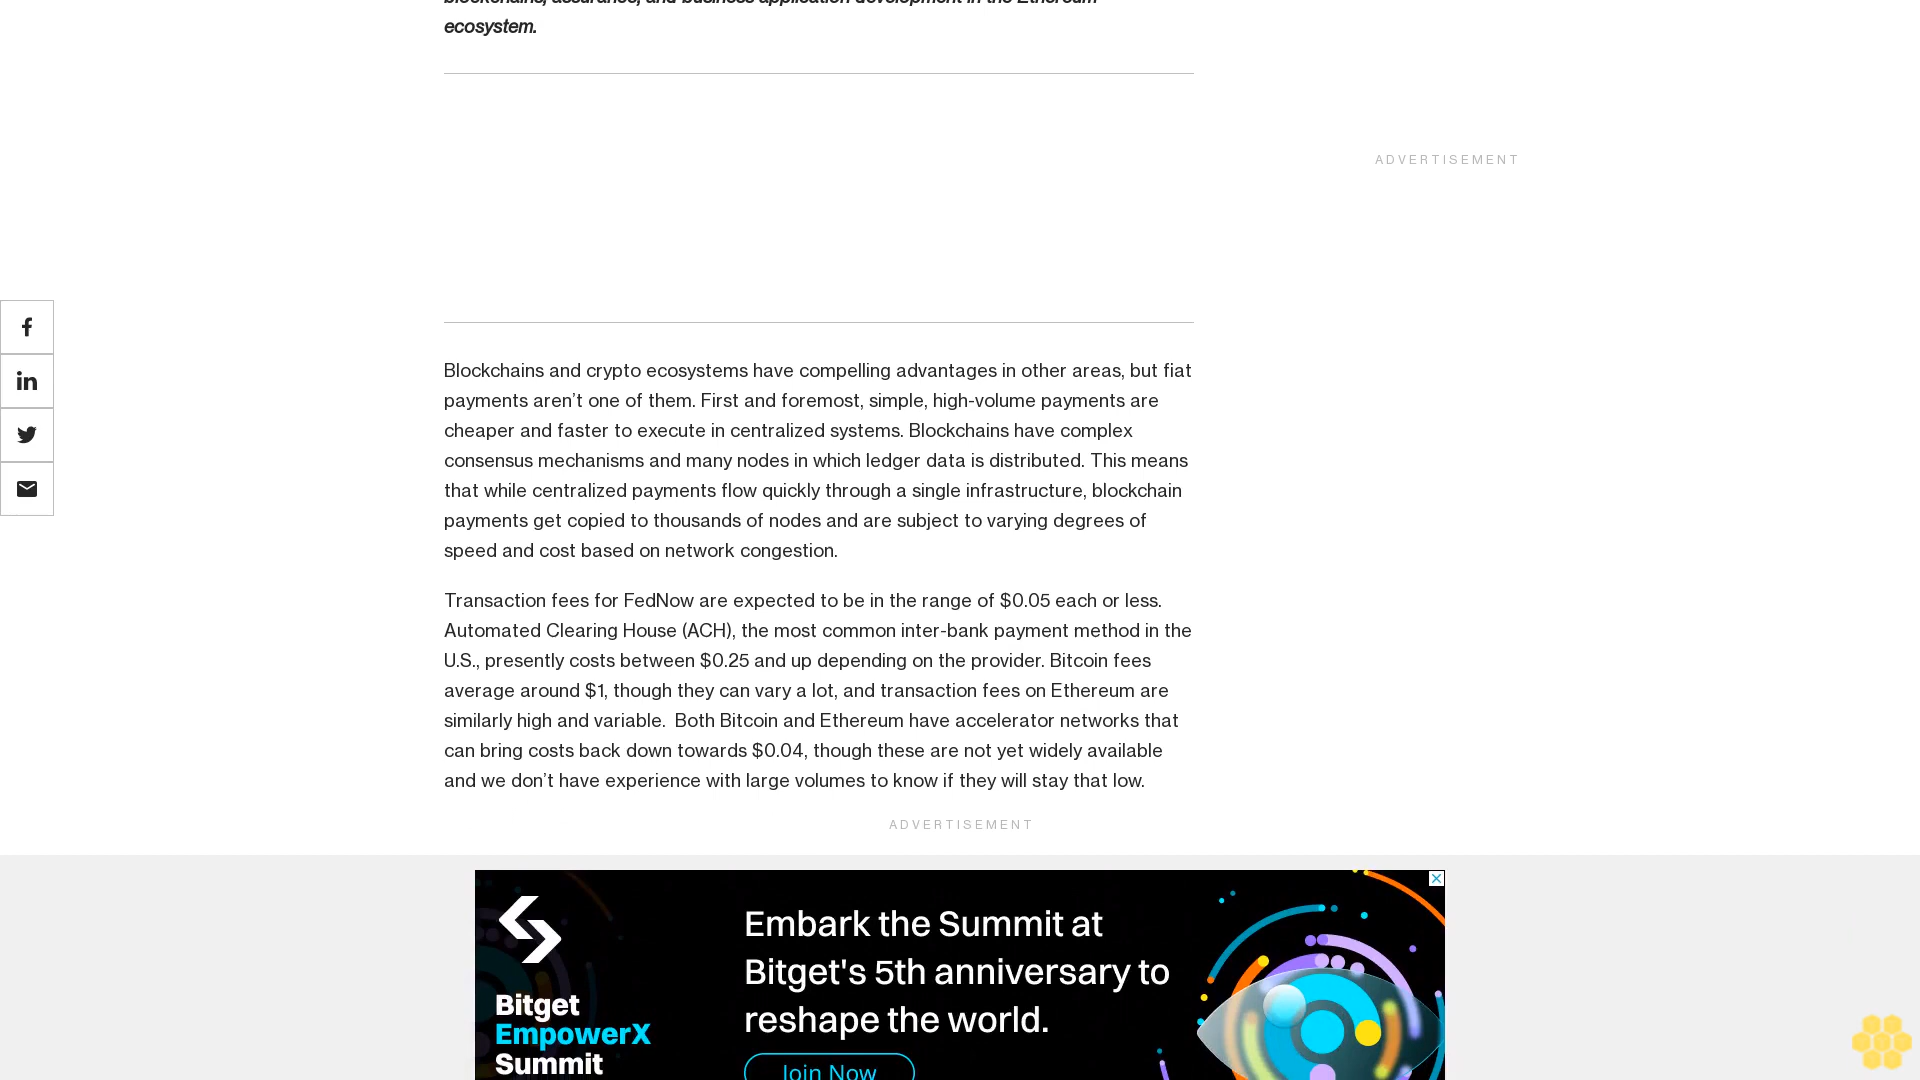 blockchains, assurance, and business application development in the Ethereum
ecosystem.
ADVERTISEMENT
Blockchains and crypto ecosystems have compelling advantages in other areas, but fiat
payments aren’t one of them. First and foremost, simple, high-volume payments are
cheaper and faster to execute in centralized systems. Blockchains have complex
consensus mechanisms and many nodes in which ledger data is distributed. This means
that while centralized payments flow quickly through a single infrastructure, blockchain
payments get copied to thousands of nodes and are subject to varying degrees of
speed and cost based on network congestion.
Transaction fees for FedNow are expected to be in the range of $0.05 each or less.
Automated Clearing House (ACH), the most common inter-bank payment method in the
U.S., presently costs between $0.25 and up depending on the provider. Bitcoin fees
average around $1, though they can vary a lot, and transaction fees on Ethereum are
similarly high and variable.  Both Bitcoin and Ethereum have accelerator networks that
can bring costs back down towards $0.04, though these are not yet widely available
and we don’t have experience with large volumes to know if they will stay that low.
ADVERTISEMENT
Bitget
EmpowerX
Summit
Embark the Summit at
Bitget's 5th anniversary to
reshape the world.
Join Now